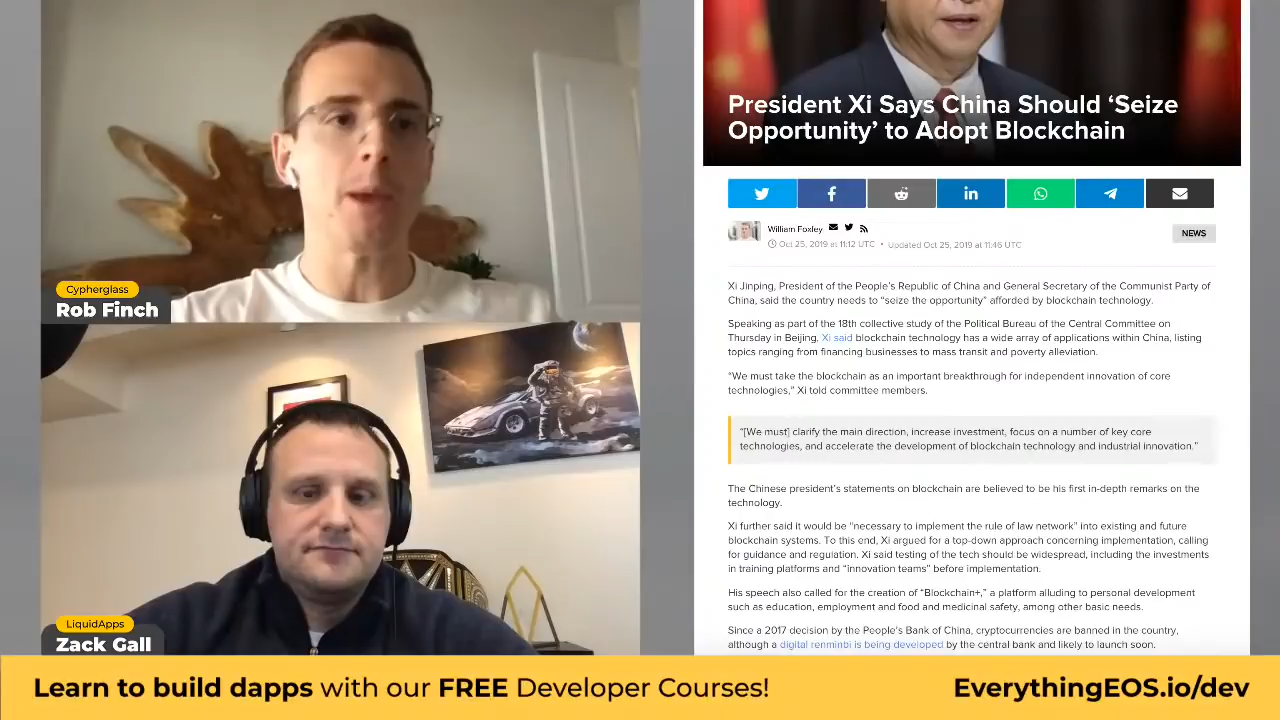 Cypherglass
Rob Finch
LiquidApps
Zack Gall
President Xi Says China Should ‘Seize
Opportunity’ to Adopt Blockchain
William Foxley
Oct 25, 2019 at 11:12 UTC • Updated Oct 25, 2019 at 11:46 UTC
NEWS
Xi Jinping, President of the People’s Republic of China and General Secretary of the Communist Party of
China, said the country needs to “seize the opportunity” afforded by blockchain technology.
Speaking as part of the 18th collective study of the Political Bureau of the Central Committee on
Thursday in Beijing, Xi said blockchain technology has a wide array of applications within China, listing
topics ranging from financing businesses to mass transit and poverty alleviation.
“We must take the blockchain as an important breakthrough for independent innovation of core
technologies,” Xi told committee members.
“[We must] clarify the main direction, increase investment, focus on a number of key core
technologies, and accelerate the development of blockchain technology and industrial innovation.”
The Chinese president’s statements on blockchain are believed to be his first in-depth remarks on the
technology.
Xi further said it would be “necessary to implement the rule of law network” into existing and future
blockchain systems. To this end, Xi argued for a top-down approach concerning implementation, calling
for guidance and regulation. Xi said testing of the tech should be widespread, including the investments
in training platforms and “innovation teams” before implementation.
His speech also called for the creation of “Blockchain+,” a platform alluding to personal development
such as education, employment and food and medicinal safety, among other basic needs.
Since a 2017 decision by the People’s Bank of China, cryptocurrencies are banned in the country,
although a digital renminbi is being developed by the central bank and likely to launch soon.
Learn to build dapps with our FREE Developer Courses!
EverythingEOS.io/dev